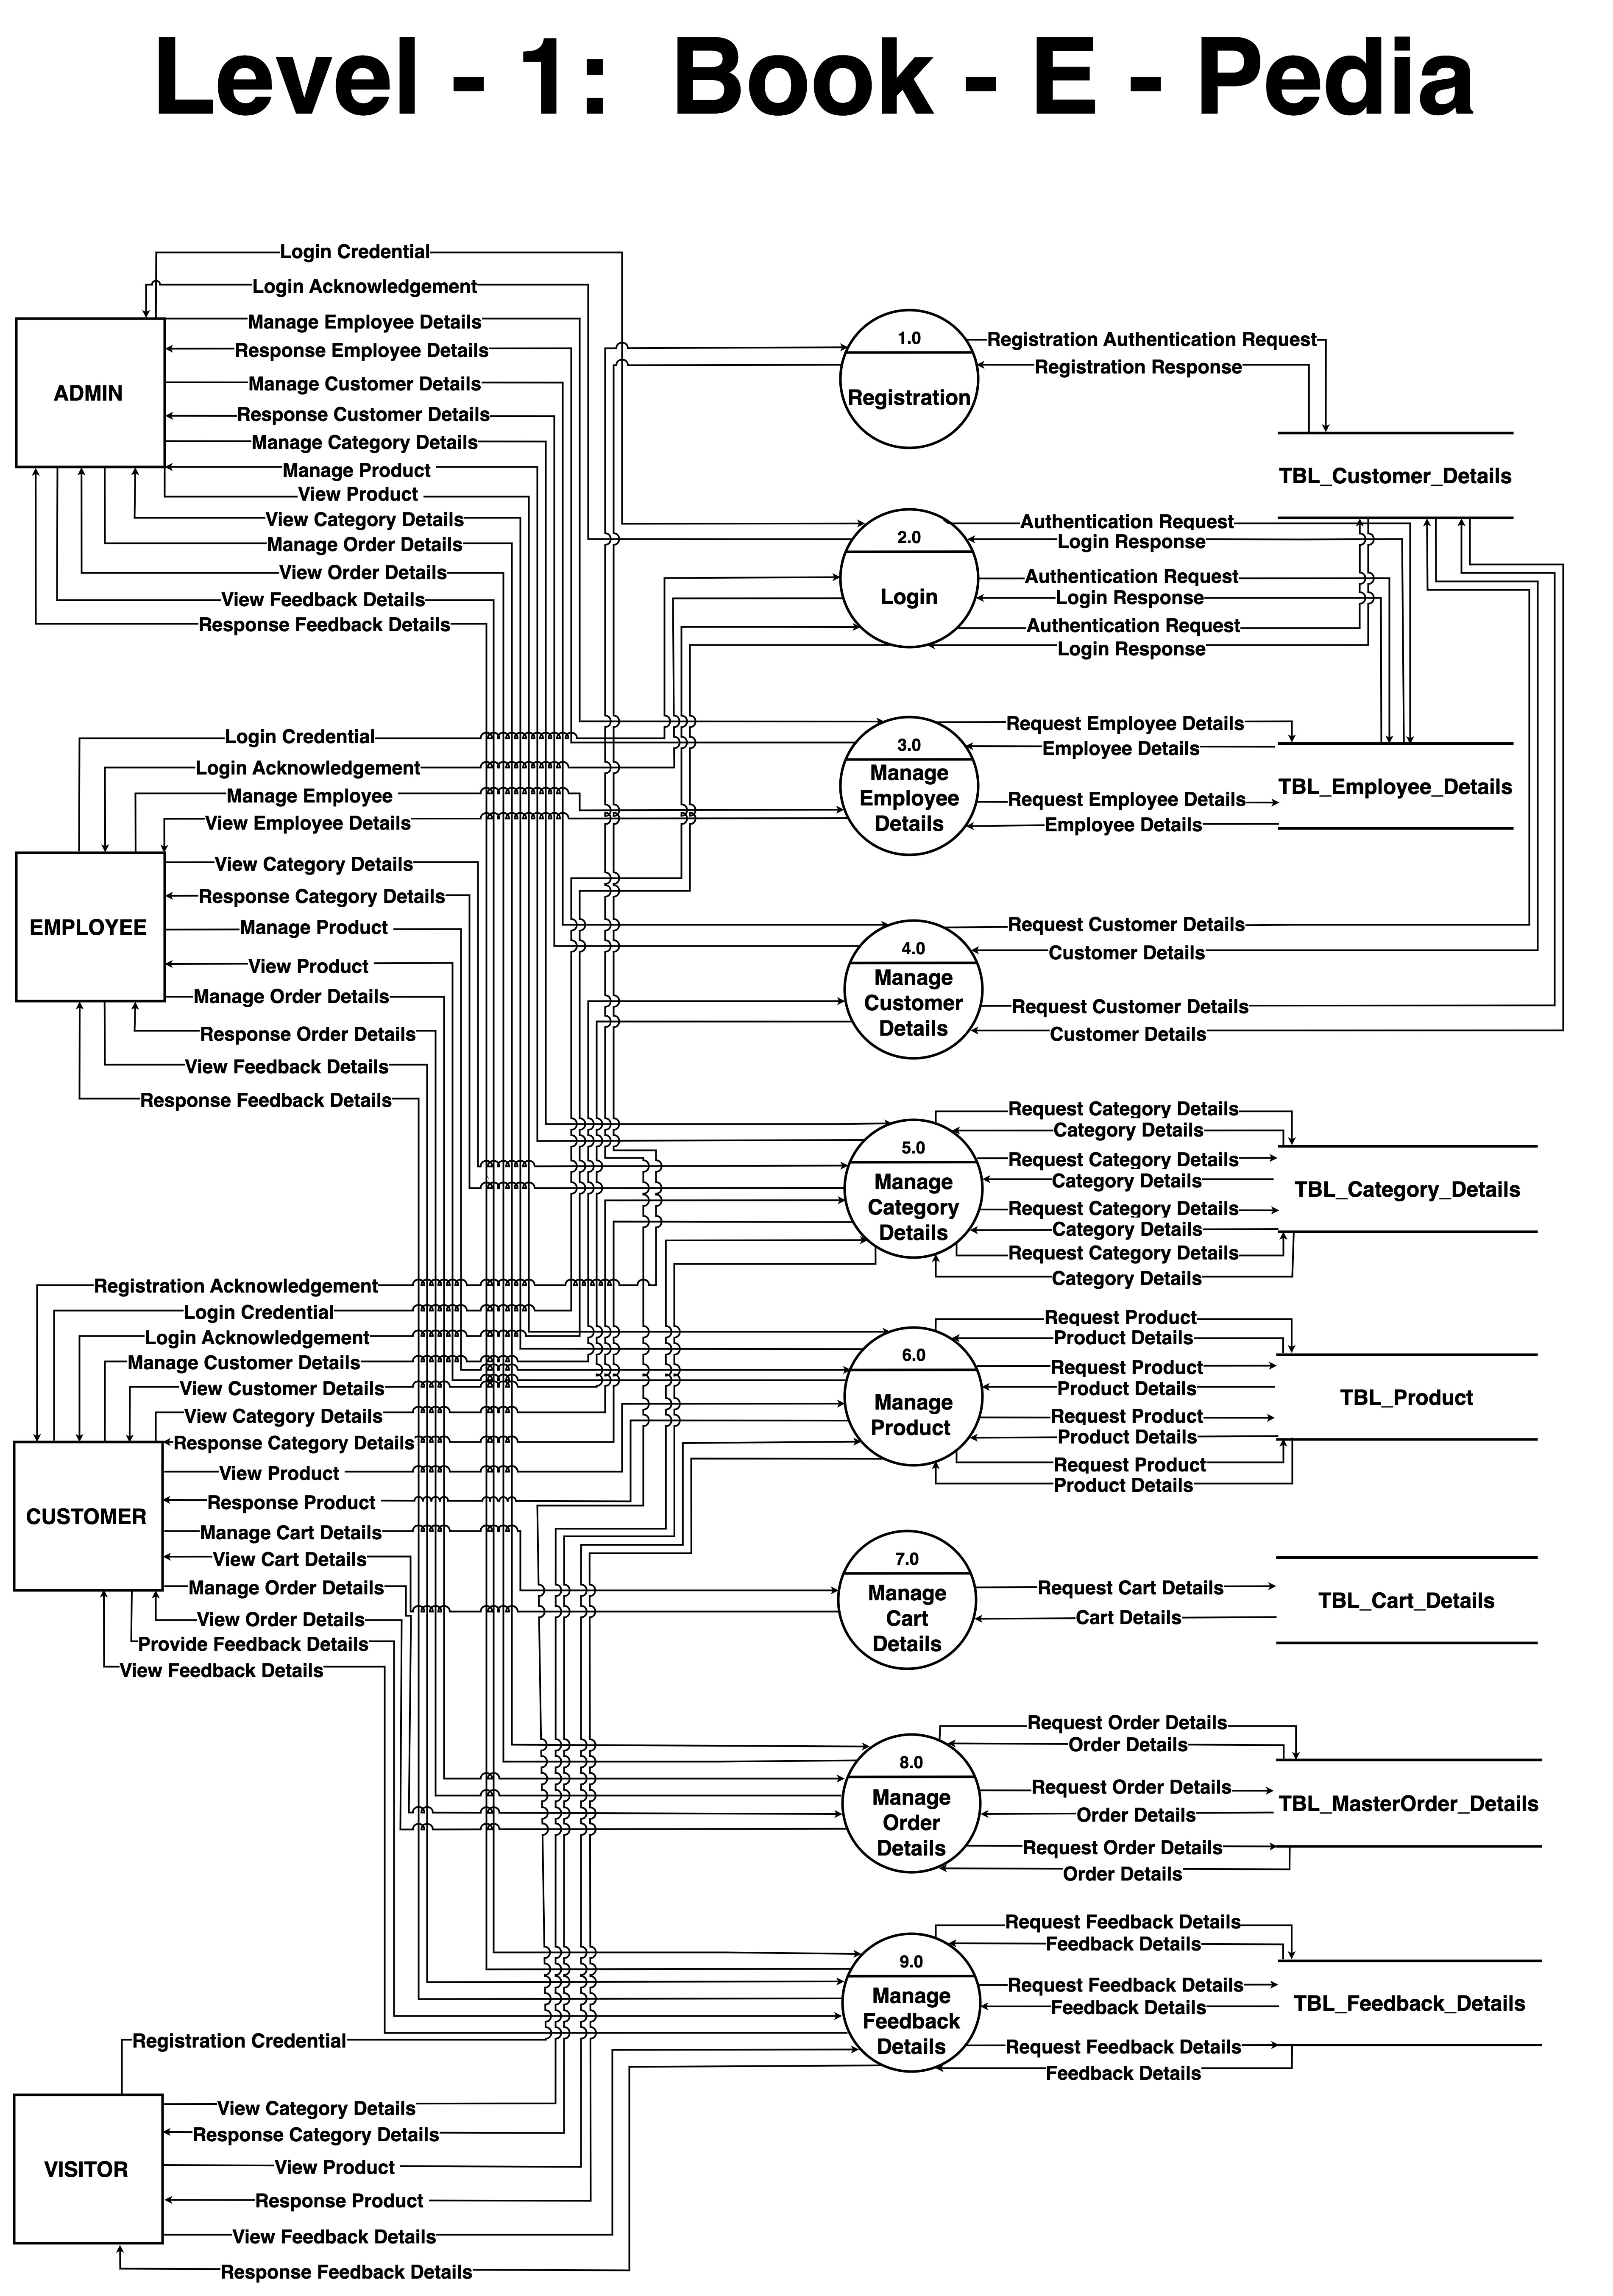 Level - 1: Book - E - Pedia
Login Credential
Login Acknowledgement
Manage Employee Details
Response Employee Details
ADMIN
Manage Customer Details
Response Customer Details
Manage Category Details
Manage Product
View Product
View Category Details
Manage Order Details
View Order Details
View Feedback Details
Response Feedback Details
Login Credential
Login Acknowledgement
Manage Employee
View Employee Details
View Category Details
Response Category Details
EMPLOYEE
Manage Product
View Product
Manage Order Details
Response Order Details
View Feedback Details
Response Feedback Details
Registration Acknowledgement
Login Credential
Login Acknowledgement
Manage Customer Details
View Customer Details
View Category Details
Response Category Details
View Product
Response Product
CUSTOMER
Manage Cart Details
View Cart Details
Manage Order Details
View Order Details
Provide Feedback Details
View Feedback Details
Registration Credential
View Category Details
Response Category Details
VISITOR
View Product
Response Product
View Feedback Details
Response Feedback Details
1.0
Registration
Registration Authentication Request
Registration Response
TBL_Customer_Details
2.0
Login
Authentication Request
Login Response
Authentication Request
Login Response
Authentication Request
Login Response
3.0
Manage
Employee
Details
Request Employee Details
Employee Details
Request Employee Details
Employee Details
TBL_Employee_Details
4.0
Manage
Customer
Details
Request Customer Details
Customer Details
Request Customer Details
Customer Details
5.0
Manage
Category
Details
Request Category Details
Category Details
Request Category Details
Category Details
Request Category Details
Category Details
Request Category Details
Category Details
TBL_Category_Details
6.0
Manage
Product
Request Product
Product Details
Request Product
Product Details
Request Product
Product Details
Request Product
Product Details
TBL_Product
7.0
Manage
Cart
Details
Request Cart Details
Cart Details
TBL_Cart_Details
8.0
Manage
Order
Details
Request Order Details
Order Details
Request Order Details
Order Details
Request Order Details
Order Details
TBL_MasterOrder_Details
9.0
Manage
Feedback
Details
Request Feedback Details
Feedback Details
Request Feedback Details
Feedback Details
Request Feedback Details
Feedback Details
TBL_Feedback_Details